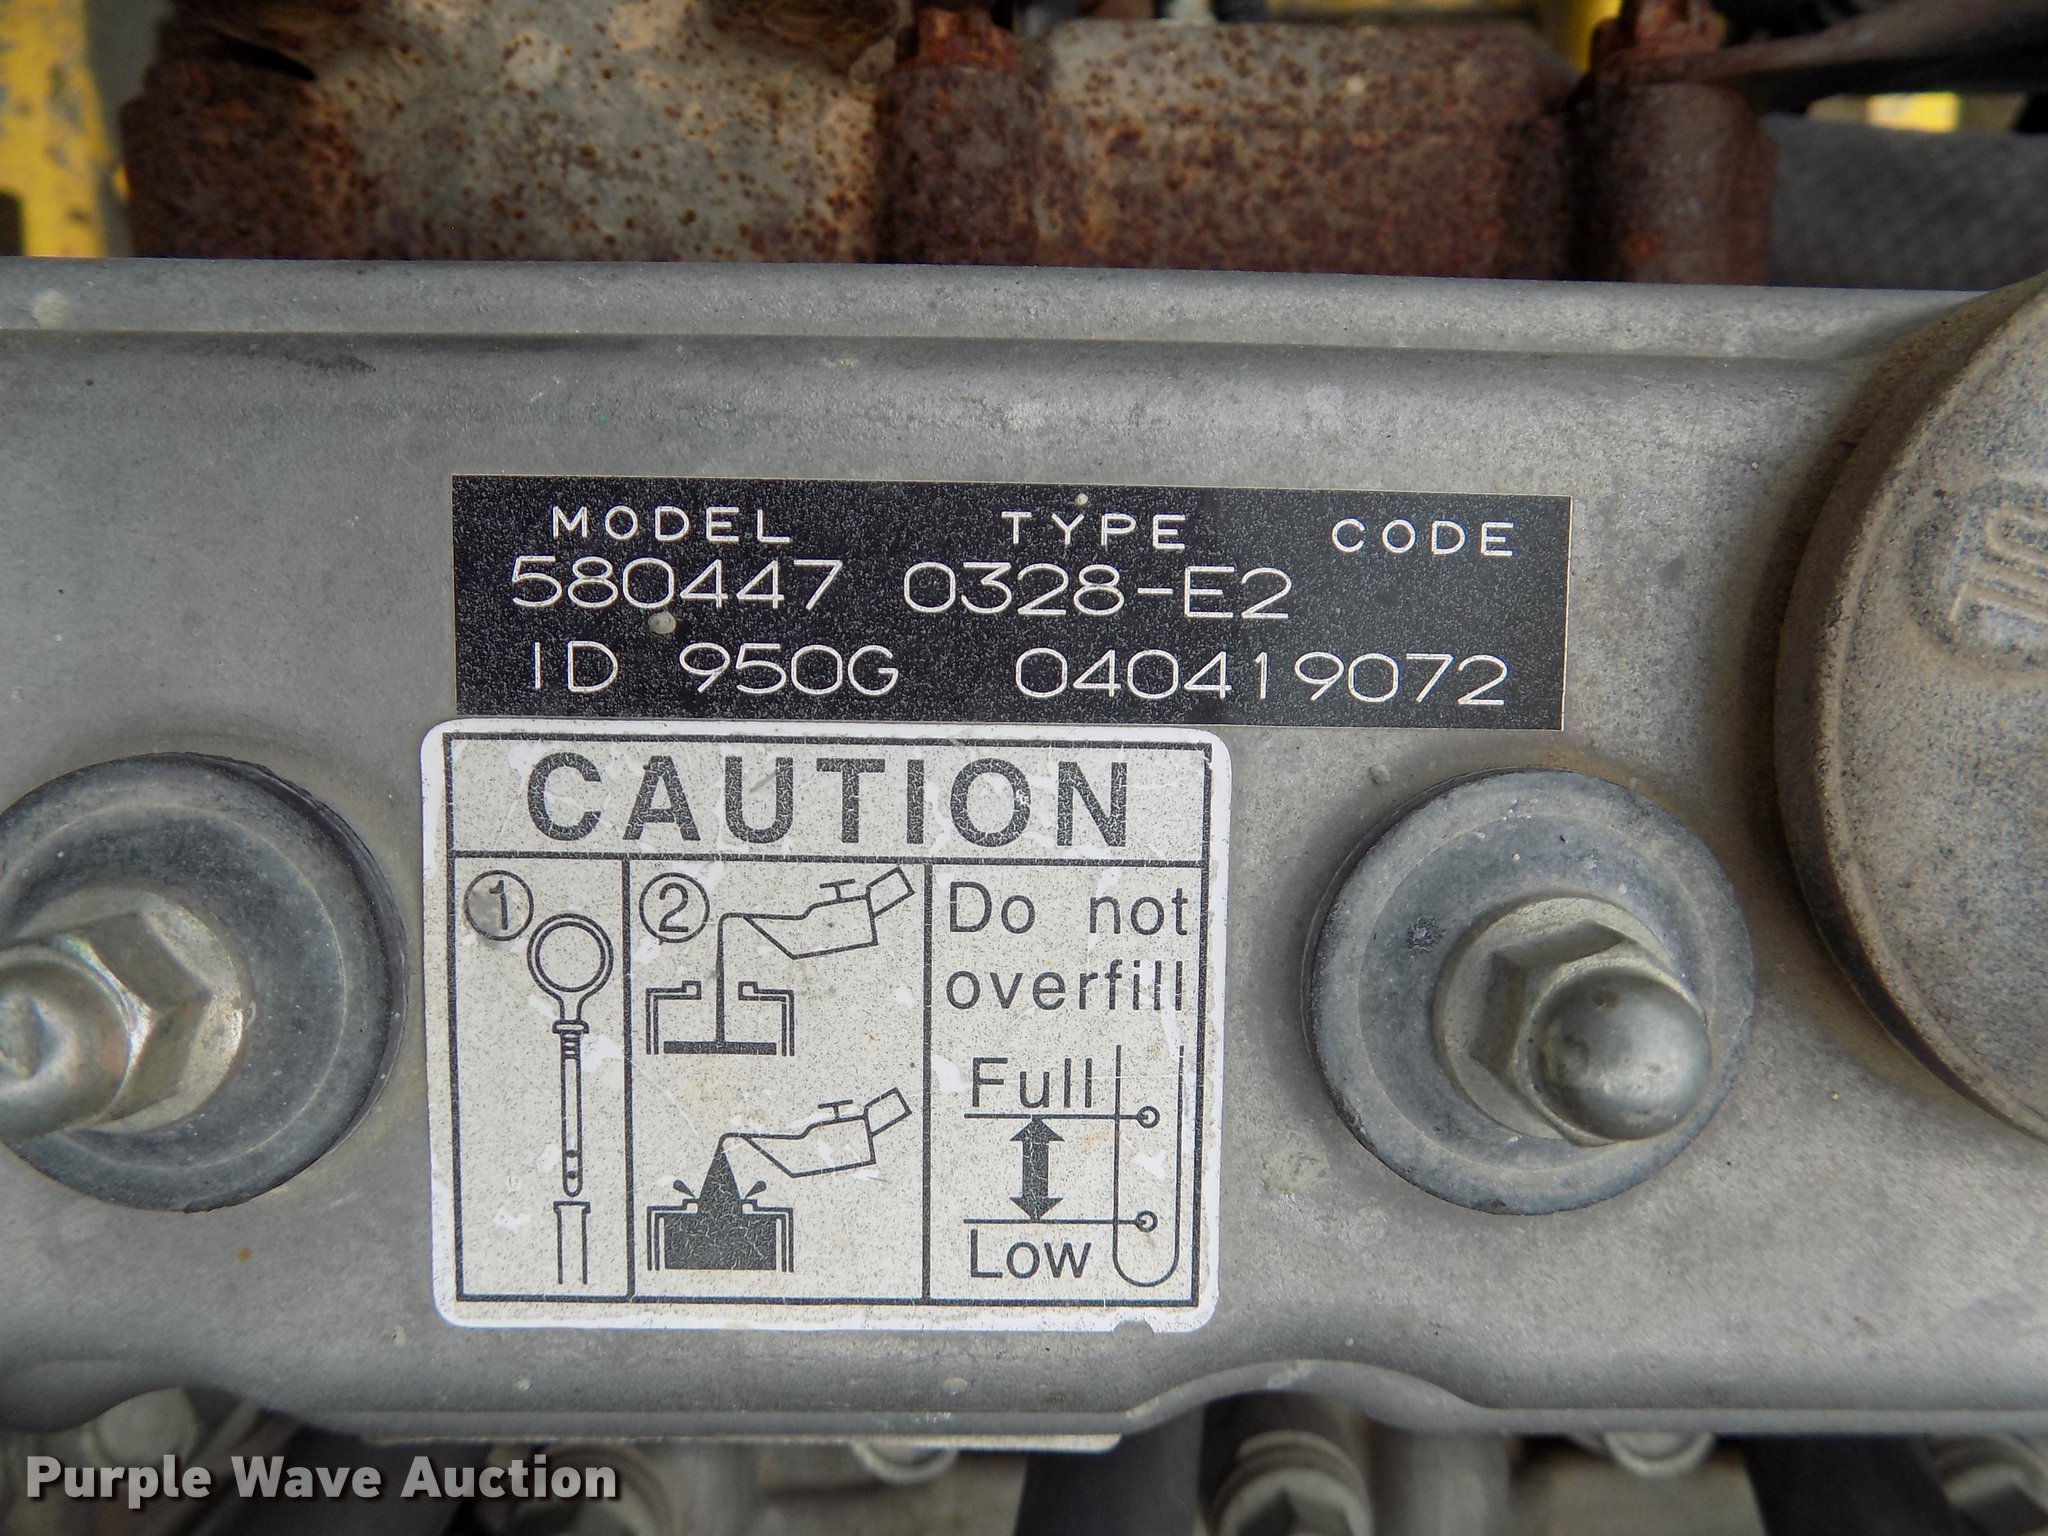 MODEL TYPE CODE
580447 0328-E2
ID 950G 040419072
CAUTION
1 2 Do not
overfill
Full
Low
Purple Wave Auction